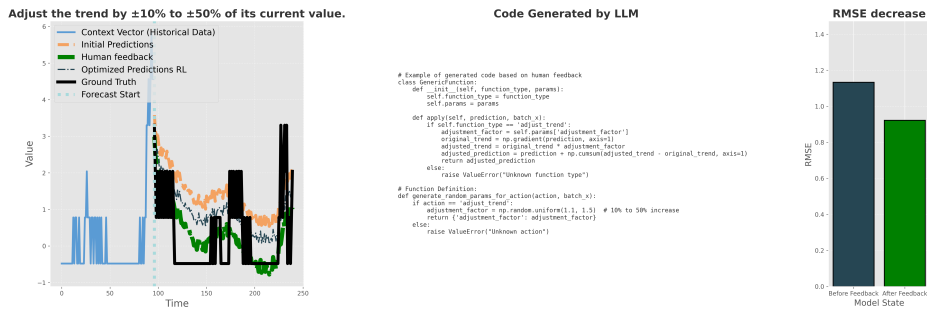 Adjust the trend by ±10% to ±50% of its current value.
6
5
4
3
2
1
0
−1
Value
Context Vector (Historical Data)
Initial Predictions
Human feedback
Optimized Predictions RL
Ground Truth
Forecast Start
0
50
100
150
200
250
Time
Code Generated by LLM
# Example of generated code based on human feedback
class GenericFunction:
    def __init__(self, function_type, params):
        self.function_type = function_type
        self.params = params
    def apply(self, prediction, batch_x):
        if self.function_type == 'adjust_trend':
            adjustment_factor = self.params['adjustment_factor']
            original_trend = np.gradient(prediction, axis=1)
            adjusted_trend = original_trend * adjustment_factor
            adjusted_prediction = prediction + np.cumsum(adjusted_trend - original_trend, axis=1)
            return adjusted_prediction
        else:
            raise ValueError("Unknown function type")
# Function Definition:
def generate_random_params_for_action(action, batch_x):
    if action == 'adjust_trend':
        adjustment_factor = np.random.uniform(1.1, 1.5)  # 10% to 50% increase
        return {'adjustment_factor': adjustment_factor}
    else:
        raise ValueError("Unknown action")
RMSE decrease
1.4
1.2
1.0
0.8
0.6
0.4
0.2
0.0
RMSE
Before Feedback
After Feedback
Model State